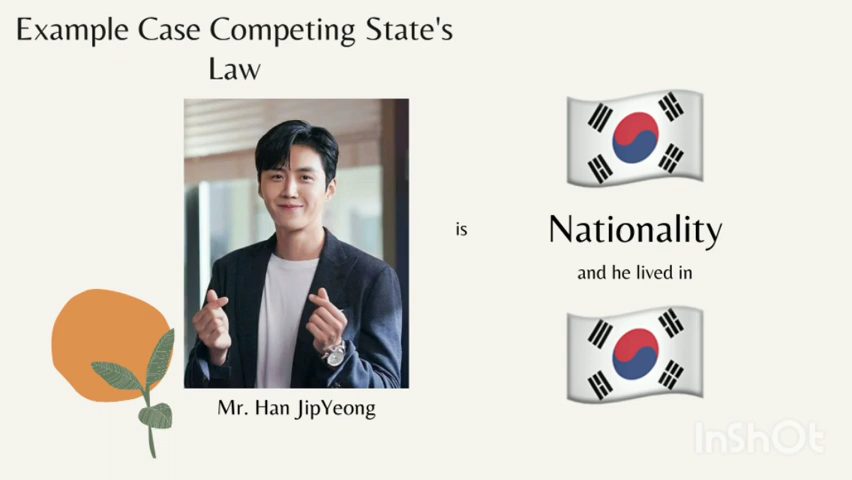 Example Case Competing State's
Law
is
Nationality
and he lived in
Mr. Han JipYeong
InShOt